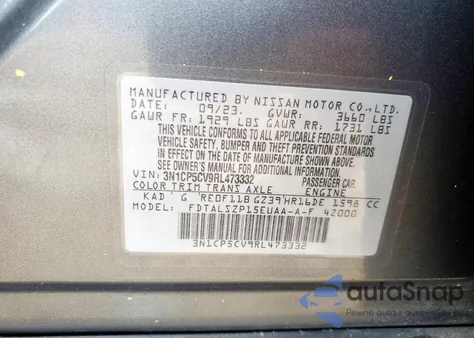 MANUFACTURED BY NISSAN MOTOR CO., LTD.
DATE: 09/23. GVWR: 3660 LBS
GAWR FR: 1929 LBS GAWR RR: 1731 LBS
THIS VEHICLE CONFORMS TO ALL APPLICABLE FEDERAL MOTOR
VEHICLE SAFETY, BUMPER, AND THEFT PREVENTION STANDARDS
IN EFFECT ON THE DATE OF MANUFACTURE SHOWN ABOVE.
SEE OWNER'S MANUAL FOR ADDITIONAL INFORMATION.
VIN: 3N1CP5CV9RL473332 PASSENGER CAR
COLOR TRIM TRANS AXLE ENGINE
KAD G RE0F11B GZ39 HR16DE 1598 CC
MODEL: FDTALSZP15EUAA-A-F 42000
3N1CP5CV9RL473332
autoSnap
Pewne auto z